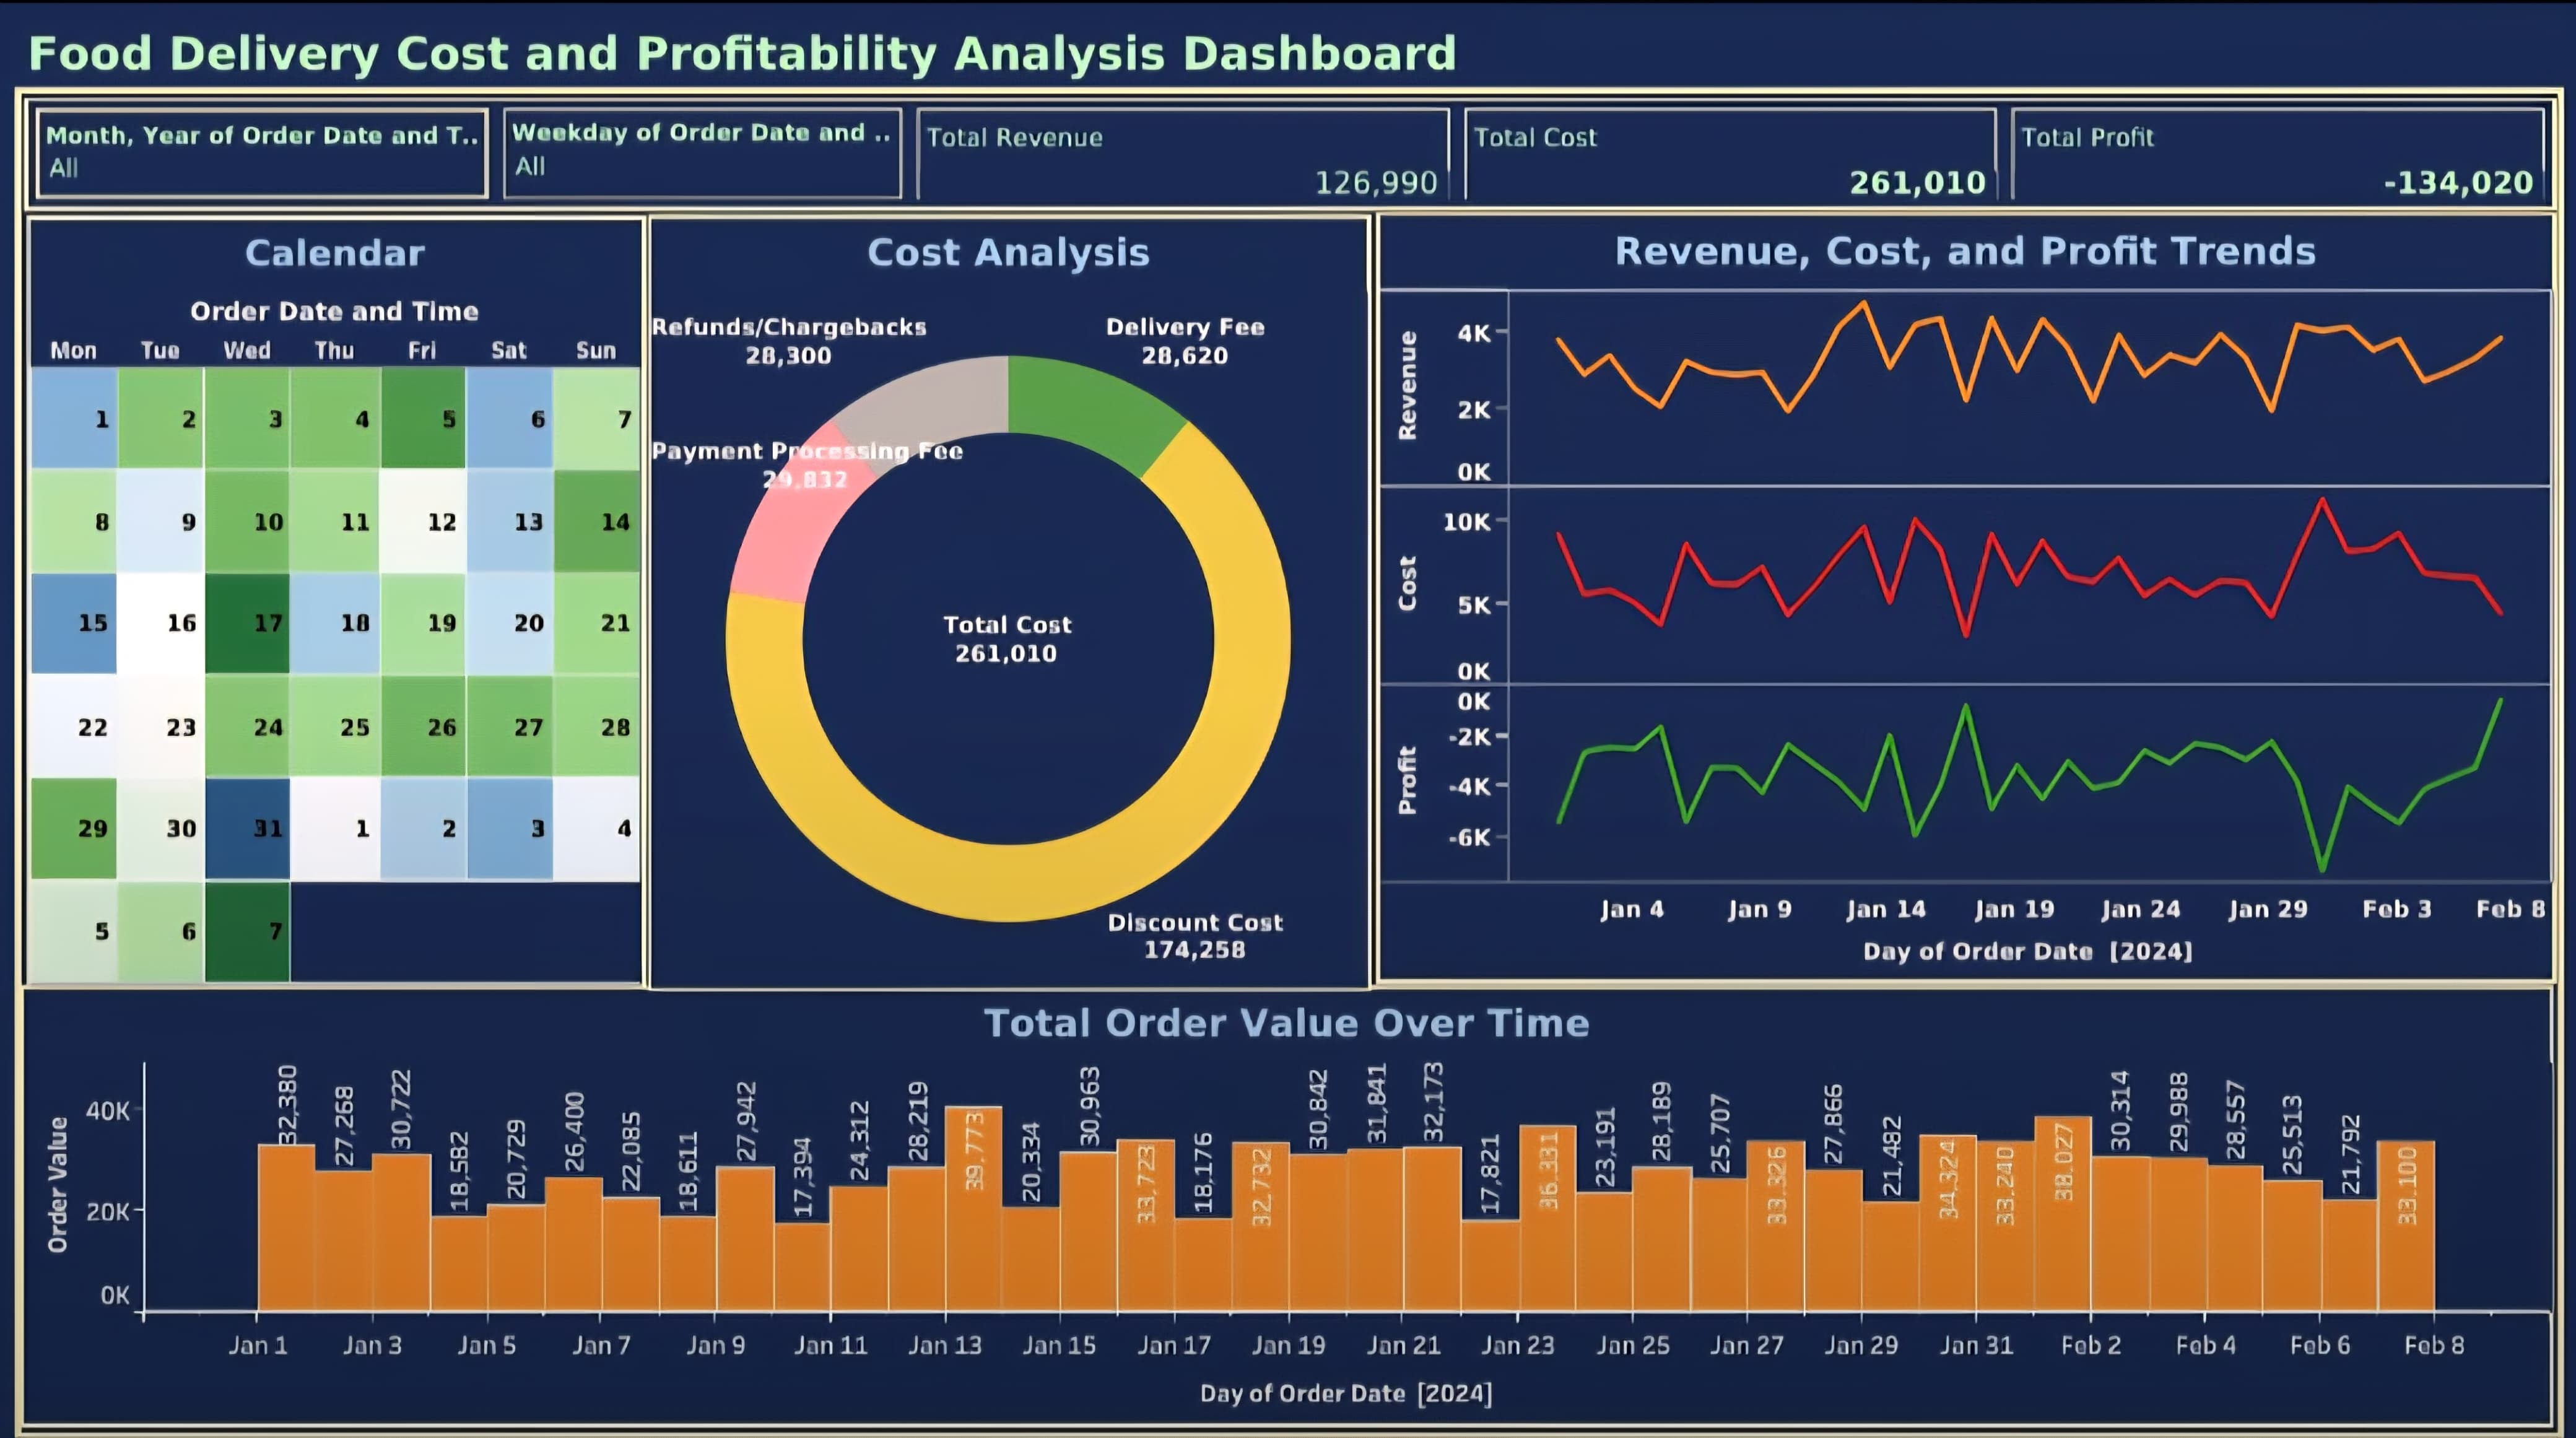 Food Delivery Cost and Profitability Analysis Dashboard
Month, Year of Order Date and T..
All
Weekday of Order Date and ..
All
Total Revenue
126,990
Total Cost
261,010
Total Profit
-134,020
Calendar
Order Date and Time
Mon Tue Wed Thu Fri Sat Sun
1 2 3 4 5 6 7
8 9 10 11 12 13 14
15 16 17 18 19 20 21
22 23 24 25 26 27 28
29 30 31 1 2 3 4
5 6 7
Cost Analysis
Refunds/Chargebacks
28,300
Delivery Fee
28,620
Payment Processing Fee
29,832
Total Cost
261,010
Discount Cost
174,258
Revenue, Cost, and Profit Trends
Revenue
4K
2K
0K
Cost
10K
5K
0K
Profit
0K
-2K
-4K
-6K
Jan 4 Jan 9 Jan 14 Jan 19 Jan 24 Jan 29 Feb 3 Feb 8
Day of Order Date [2024]
Total Order Value Over Time
Order Value
40K
20K
0K
32,380 27,268 30,722 18,582 20,729 26,400 22,085 18,611 27,942 17,394 24,312 28,219 39,773 20,334 30,963 33,723 18,176 32,732 30,842 31,841 32,173 17,821 36,331 23,191 28,189 25,707 33,326 27,866 21,482 34,324 33,240 38,027 30,314 29,988 28,557 25,513 21,792 33,100
Jan 1 Jan 3 Jan 5 Jan 7 Jan 9 Jan 11 Jan 13 Jan 15 Jan 17 Jan 19 Jan 21 Jan 23 Jan 25 Jan 27 Jan 29 Jan 31 Feb 2 Feb 4 Feb 6 Feb 8
Day of Order Date [2024]